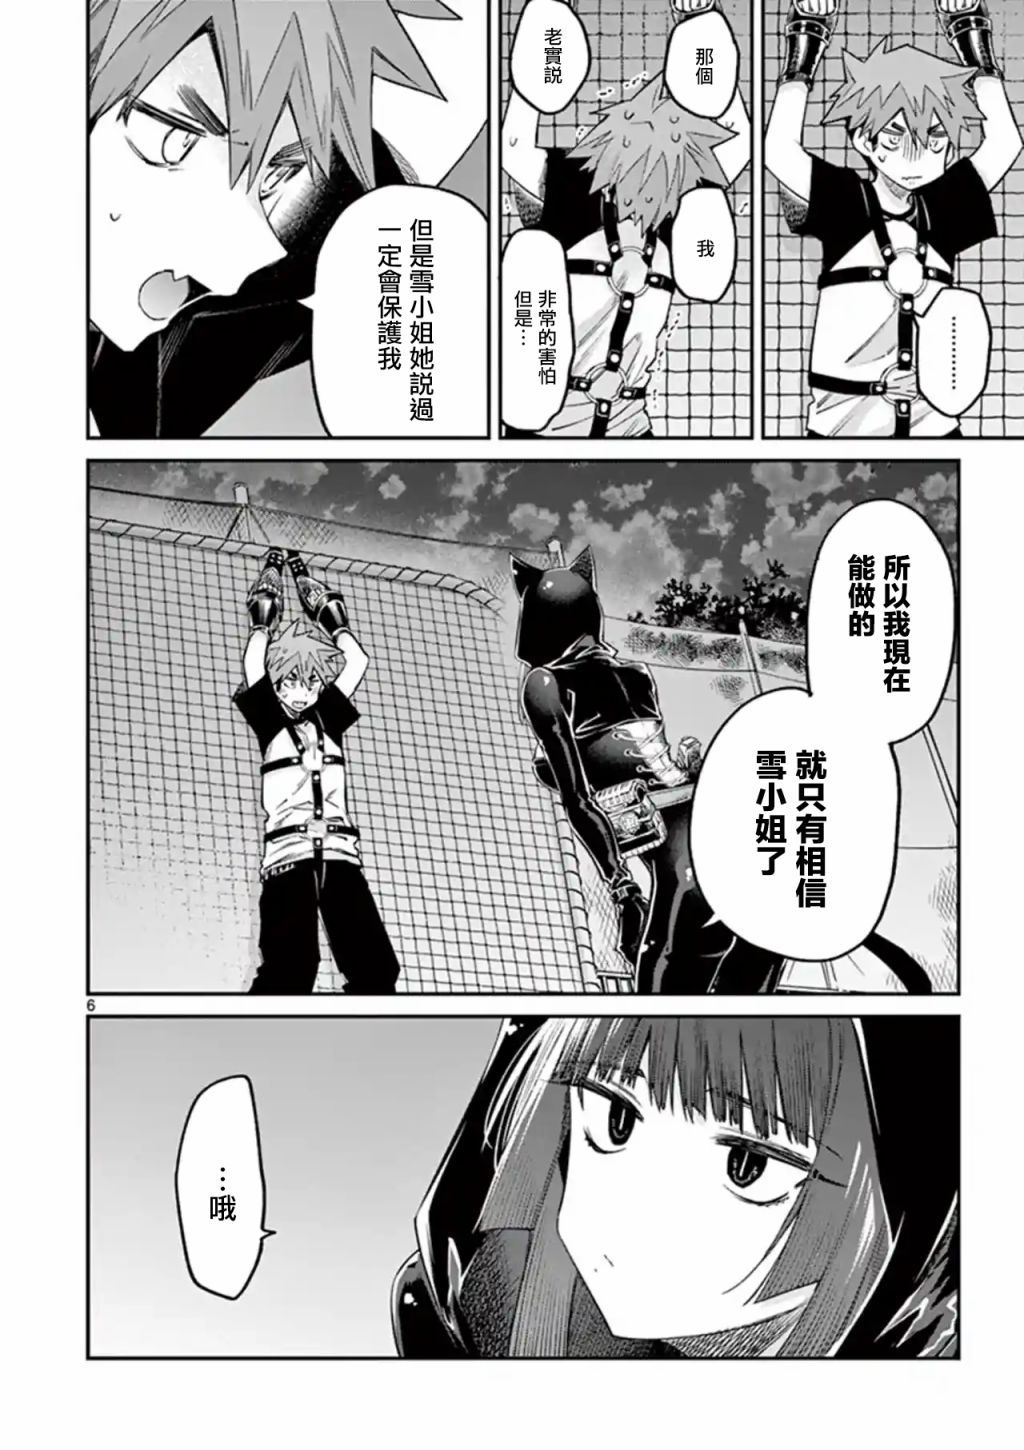 ………
那個
我
老實説
非常的害怕
但是…
但是雪小姐她説過
一定會保護我
所以我現在
能做的
就只有相信
雪小姐了
6
…哦